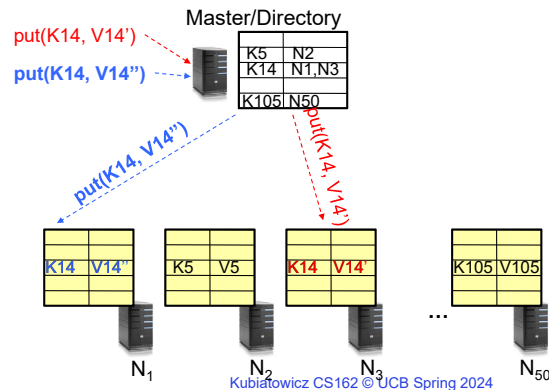 Master/Directory
put(K14, V14’)
put(K14, V14”)
K5 N2
K14 N1,N3
K105 N50
put(K14, V14”)
put(K14, V14’)
K14 V14”
K5 V5
K14 V14’
K105 V105
...
N1
N2
N3
N50
Kubiatowicz CS162 © UCB Spring 2024